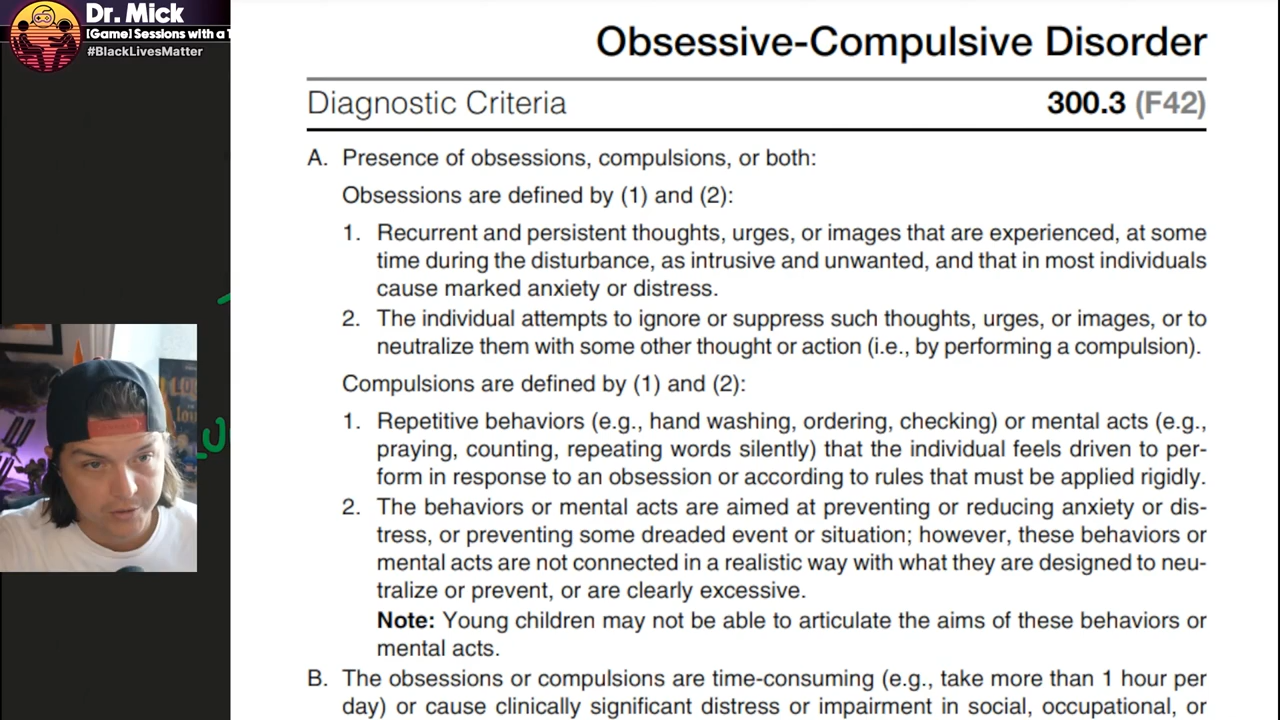 Dr. Mick
[Game] Sessions with a
#BlackLivesMatter
Obsessive-Compulsive Disorder
Diagnostic Criteria 300.3 (F42)
A. Presence of obsessions, compulsions, or both:
Obsessions are defined by (1) and (2):
1. Recurrent and persistent thoughts, urges, or images that are experienced, at some
time during the disturbance, as intrusive and unwanted, and that in most individuals
cause marked anxiety or distress.
2. The individual attempts to ignore or suppress such thoughts, urges, or images, or to
neutralize them with some other thought or action (i.e., by performing a compulsion).
Compulsions are defined by (1) and (2):
1. Repetitive behaviors (e.g., hand washing, ordering, checking) or mental acts (e.g.,
praying, counting, repeating words silently) that the individual feels driven to per-
form in response to an obsession or according to rules that must be applied rigidly.
2. The behaviors or mental acts are aimed at preventing or reducing anxiety or dis-
tress, or preventing some dreaded event or situation; however, these behaviors or
mental acts are not connected in a realistic way with what they are designed to neu-
tralize or prevent, or are clearly excessive.
Note: Young children may not be able to articulate the aims of these behaviors or
mental acts.
B. The obsessions or compulsions are time-consuming (e.g., take more than 1 hour per
day) or cause clinically significant distress or impairment in social, occupational, or